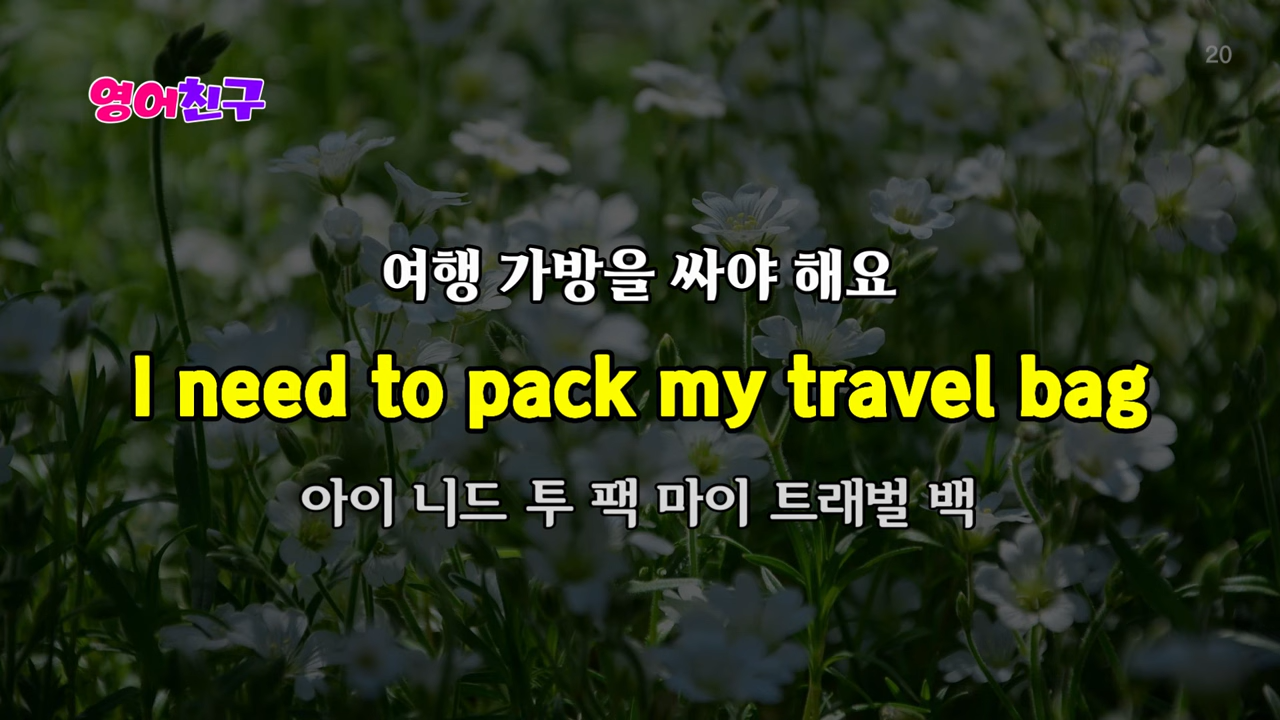 영어친구
20
여행 가방을 싸야 해요
I need to pack my travel bag
아이 니드 투 팩 마이 트래벌 백